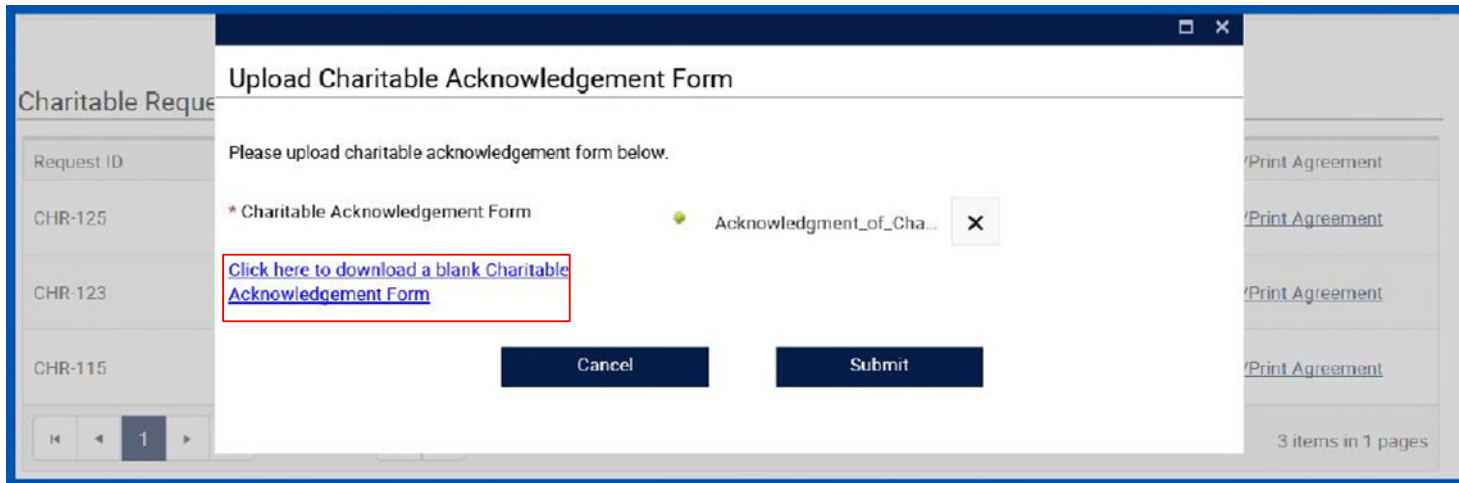 Upload Charitable Acknowledgement Form
Charitable Reque
Please upload charitable acknowledgement form below.
Request ID
/Print Agreement
* Charitable Acknowledgement Form
Acknowledgment_of_Cha...
CHR-125
/Print Agreement
Click here to download a blank Charitable
Acknowledgement Form
CHR-123
/Print Agreement
Cancel
Submit
CHR-115
/Print Agreement
1
3 items in 1 pages